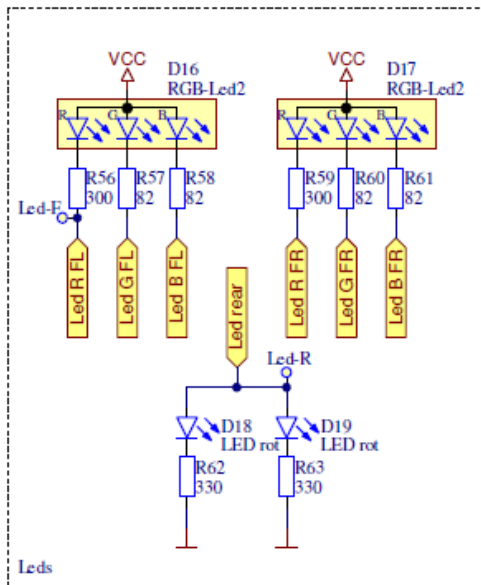 VCC
D16
RGB-Led2
R
G
B
R56
300
R57
82
R58
82
Led-F
Led R FL
Led G FL
Led B FL
VCC
D17
RGB-Led2
R
G
B
R59
300
R60
82
R61
82
Led R FR
Led G FR
Led B FR
Led rear
Led-R
D18
LED rot
D19
LED rot
R62
330
R63
330
Leds